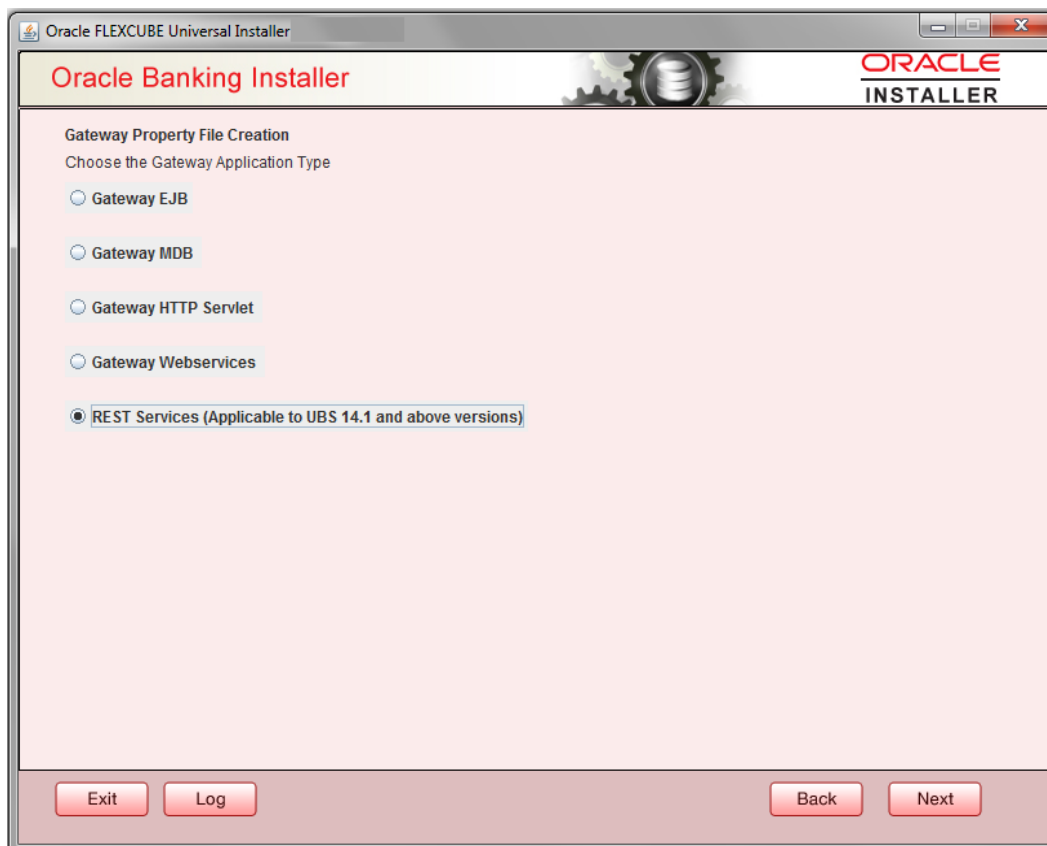 Oracle FLEXCUBE Universal Installer
Oracle Banking Installer
ORACLE
INSTALLER
Gateway Property File Creation
Choose the Gateway Application Type
Gateway EJB
Gateway MDB
Gateway HTTP Servlet
Gateway Webservices
REST Services (Applicable to UBS 14.1 and above versions)
Exit Log Back Next